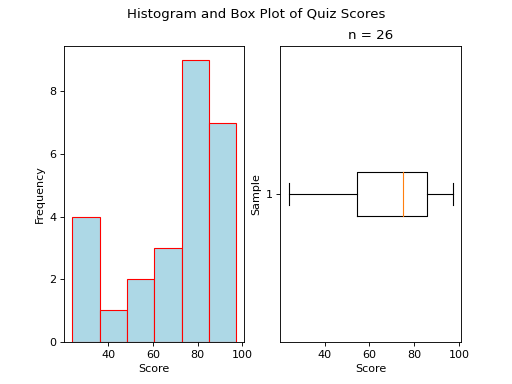 Histogram and Box Plot of Quiz Scores
n = 26
8
6
4
2
0
Frequency
40 60 80 100
Score
1
Sample
40 60 80 100
Score